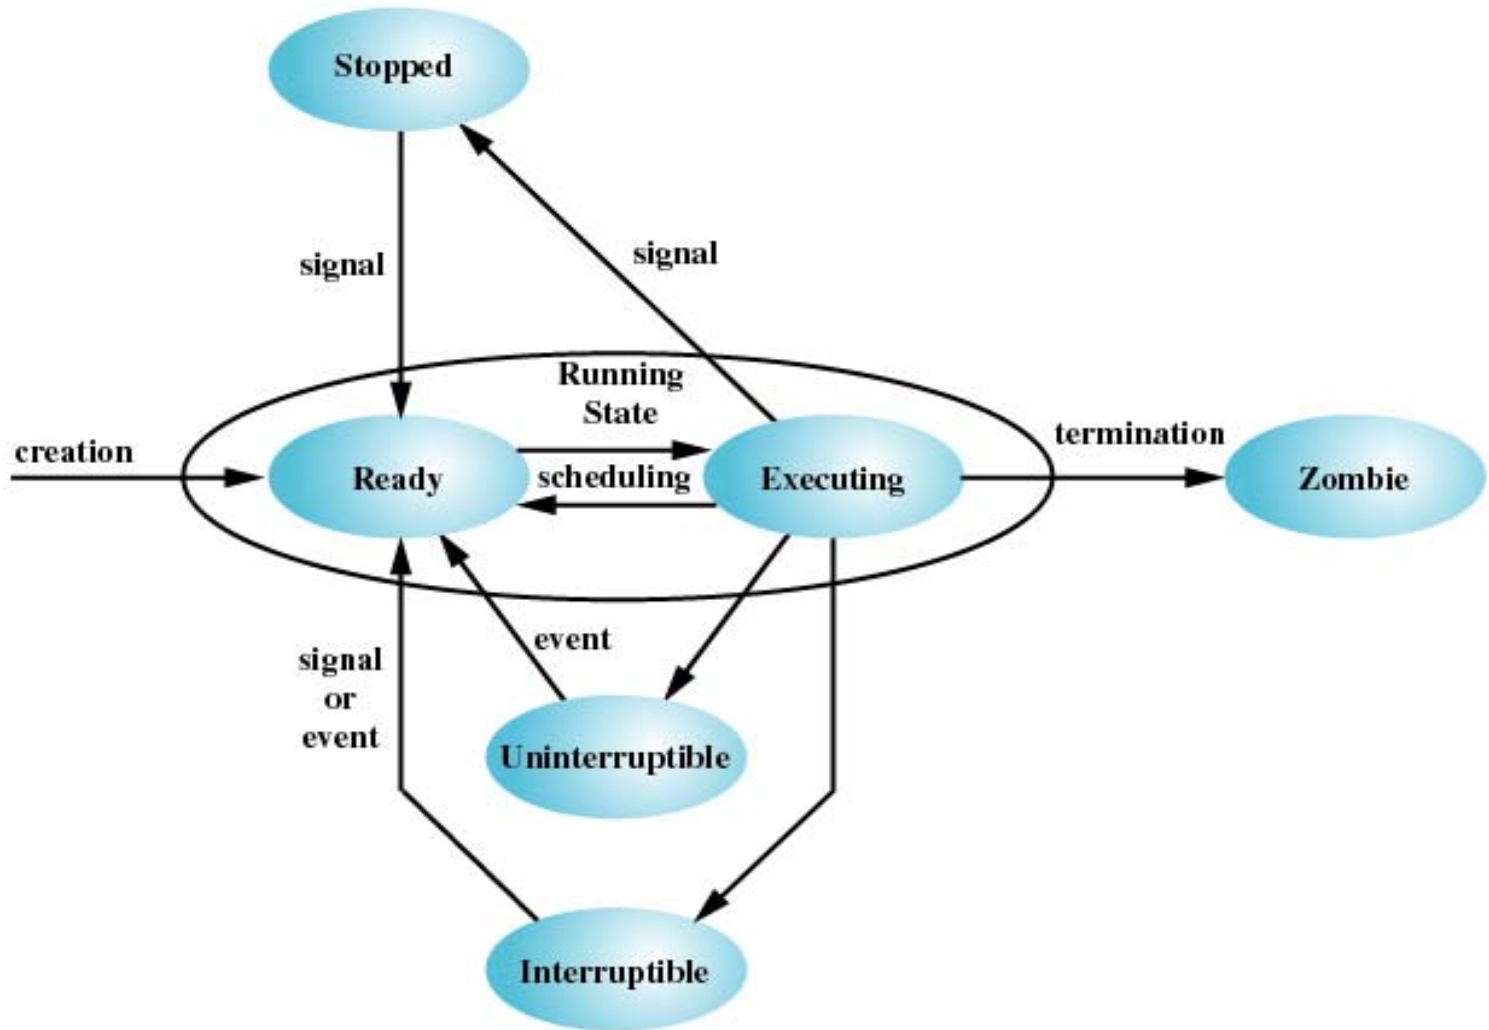 Stopped
signal
signal
Running
State
creation
Ready
scheduling
Executing
termination
Zombie
event
signal
or
event
Uninterruptible
Interruptible